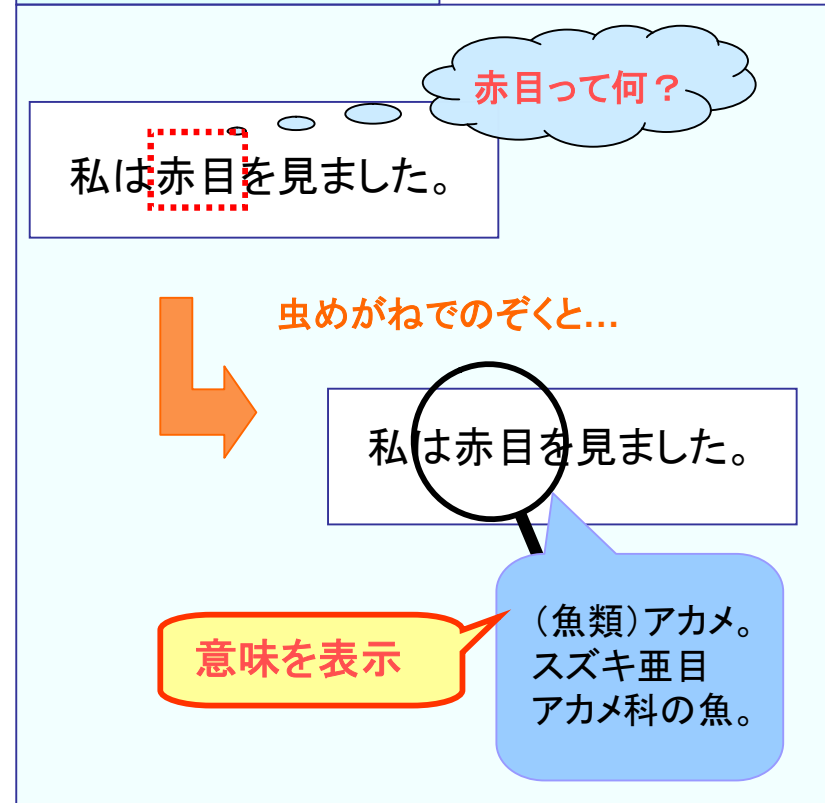 赤目って何？
私は赤目を見ました。
虫めがねでのぞくと...
私は赤目を見ました。
（魚類）アカメ。
スズキ亜目
アカメ科の魚。
意味を表示